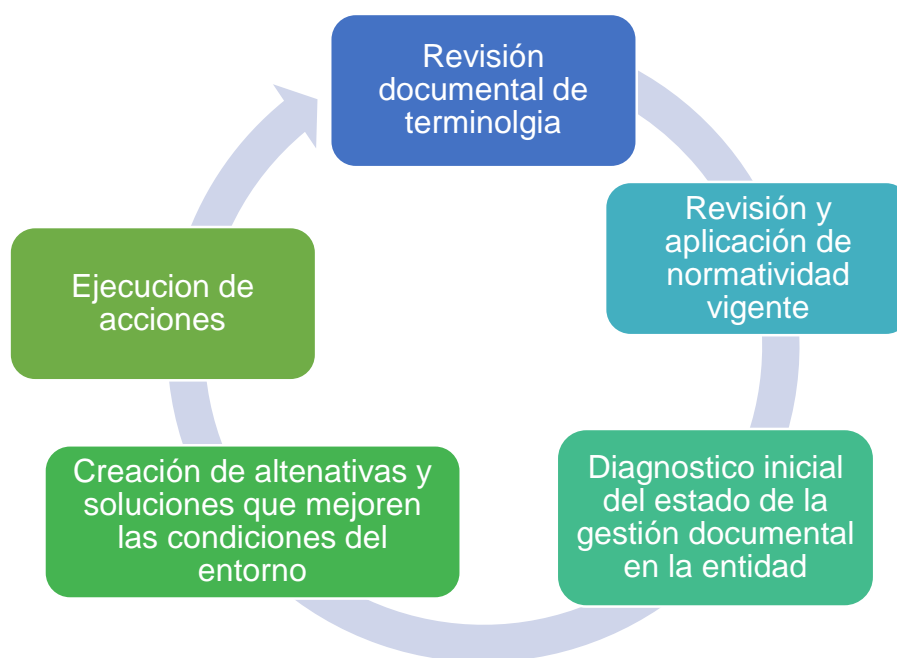 Revisión
documental de
terminolgia
Revisión y
aplicación de
normatividad
vigente
Diagnostico inicial
del estado de la
gestión documental
en la entidad
Creación de altenativas y
soluciones que mejoren
las condiciones del
entorno
Ejecucion de
acciones